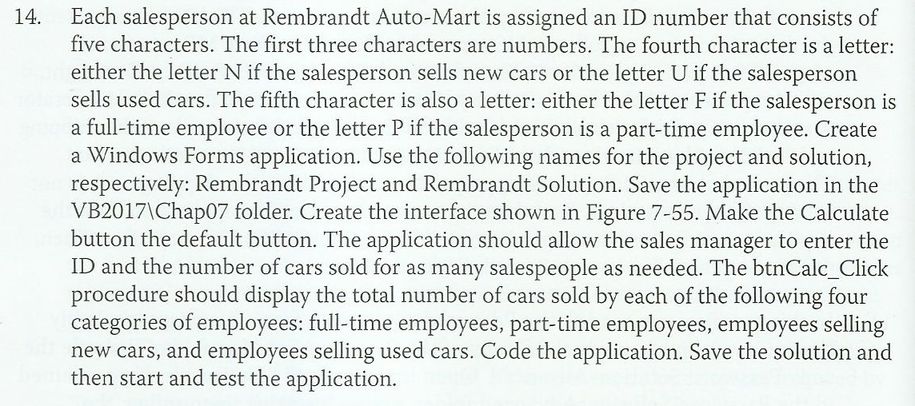 14. Each salesperson at Rembrandt Auto-Mart is assigned an ID number that consists of
five characters. The first three characters are numbers. The fourth character is a letter:
either the letter N if the salesperson sells new cars or the letter U if the salesperson
sells used cars. The fifth character is also a letter: either the letter F if the salesperson is
a full-time employee or the letter P if the salesperson is a part-time employee. Create
a Windows Forms application. Use the following names for the project and solution,
respectively: Rembrandt Project and Rembrandt Solution. Save the application in the
VB2017\Chap07 folder. Create the interface shown in Figure 7-55. Make the Calculate
button the default button. The application should allow the sales manager to enter the
ID and the number of cars sold for as many salespeople as needed. The btnCalc_Click
procedure should display the total number of cars sold by each of the following four
categories of employees: full-time employees, part-time employees, employees selling
new cars, and employees selling used cars. Code the application. Save the solution and
then start and test the application.